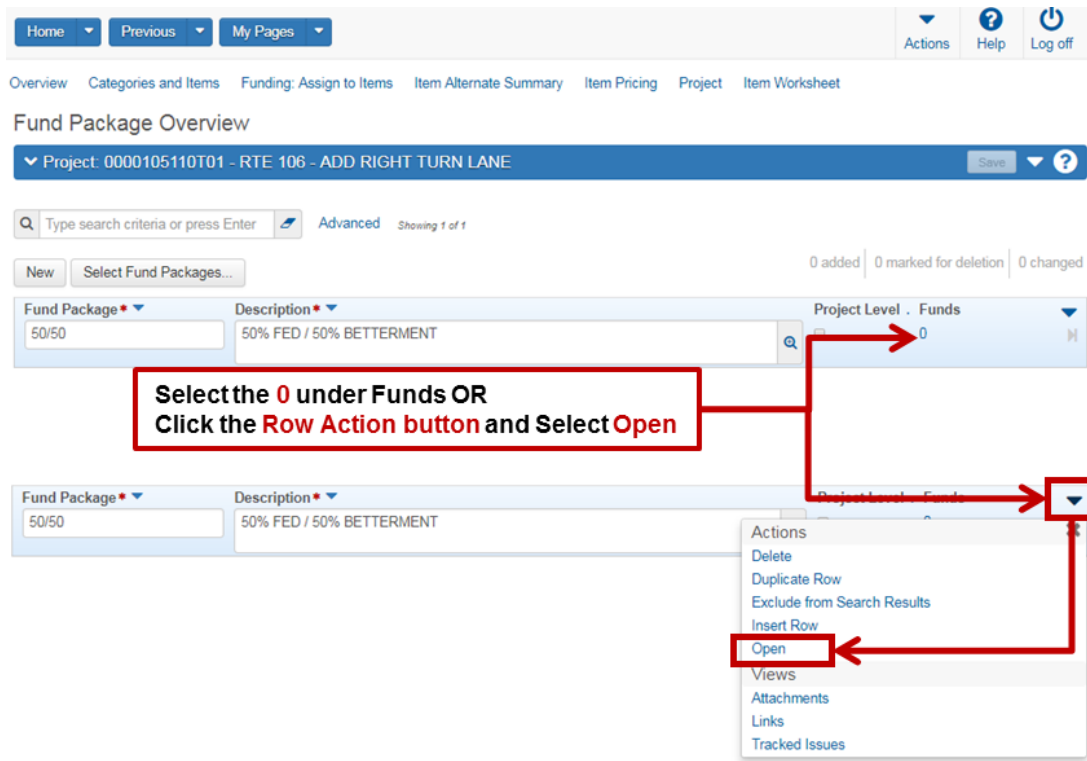 Home Previous My Pages Actions Help Log off
Overview Categories and Items Funding: Assign to Items Item Alternate Summary Item Pricing Project Item Worksheet
Fund Package Overview
Project: 0000105110T01 - RTE 106 - ADD RIGHT TURN LANE Save ?
Type search criteria or press Enter Advanced Showing 1 of 1
New Select Fund Packages... 0 added 0 marked for deletion 0 changed
Fund Package* Description* Project Level . Funds
50/50 50% FED / 50% BETTERMENT 0
Select the 0 under Funds OR
Click the Row Action button and Select Open
Fund Package* Description* Project Level . Funds
50/50 50% FED / 50% BETTERMENT
Actions
Delete
Duplicate Row
Exclude from Search Results
Insert Row
Open
Views
Attachments
Links
Tracked Issues